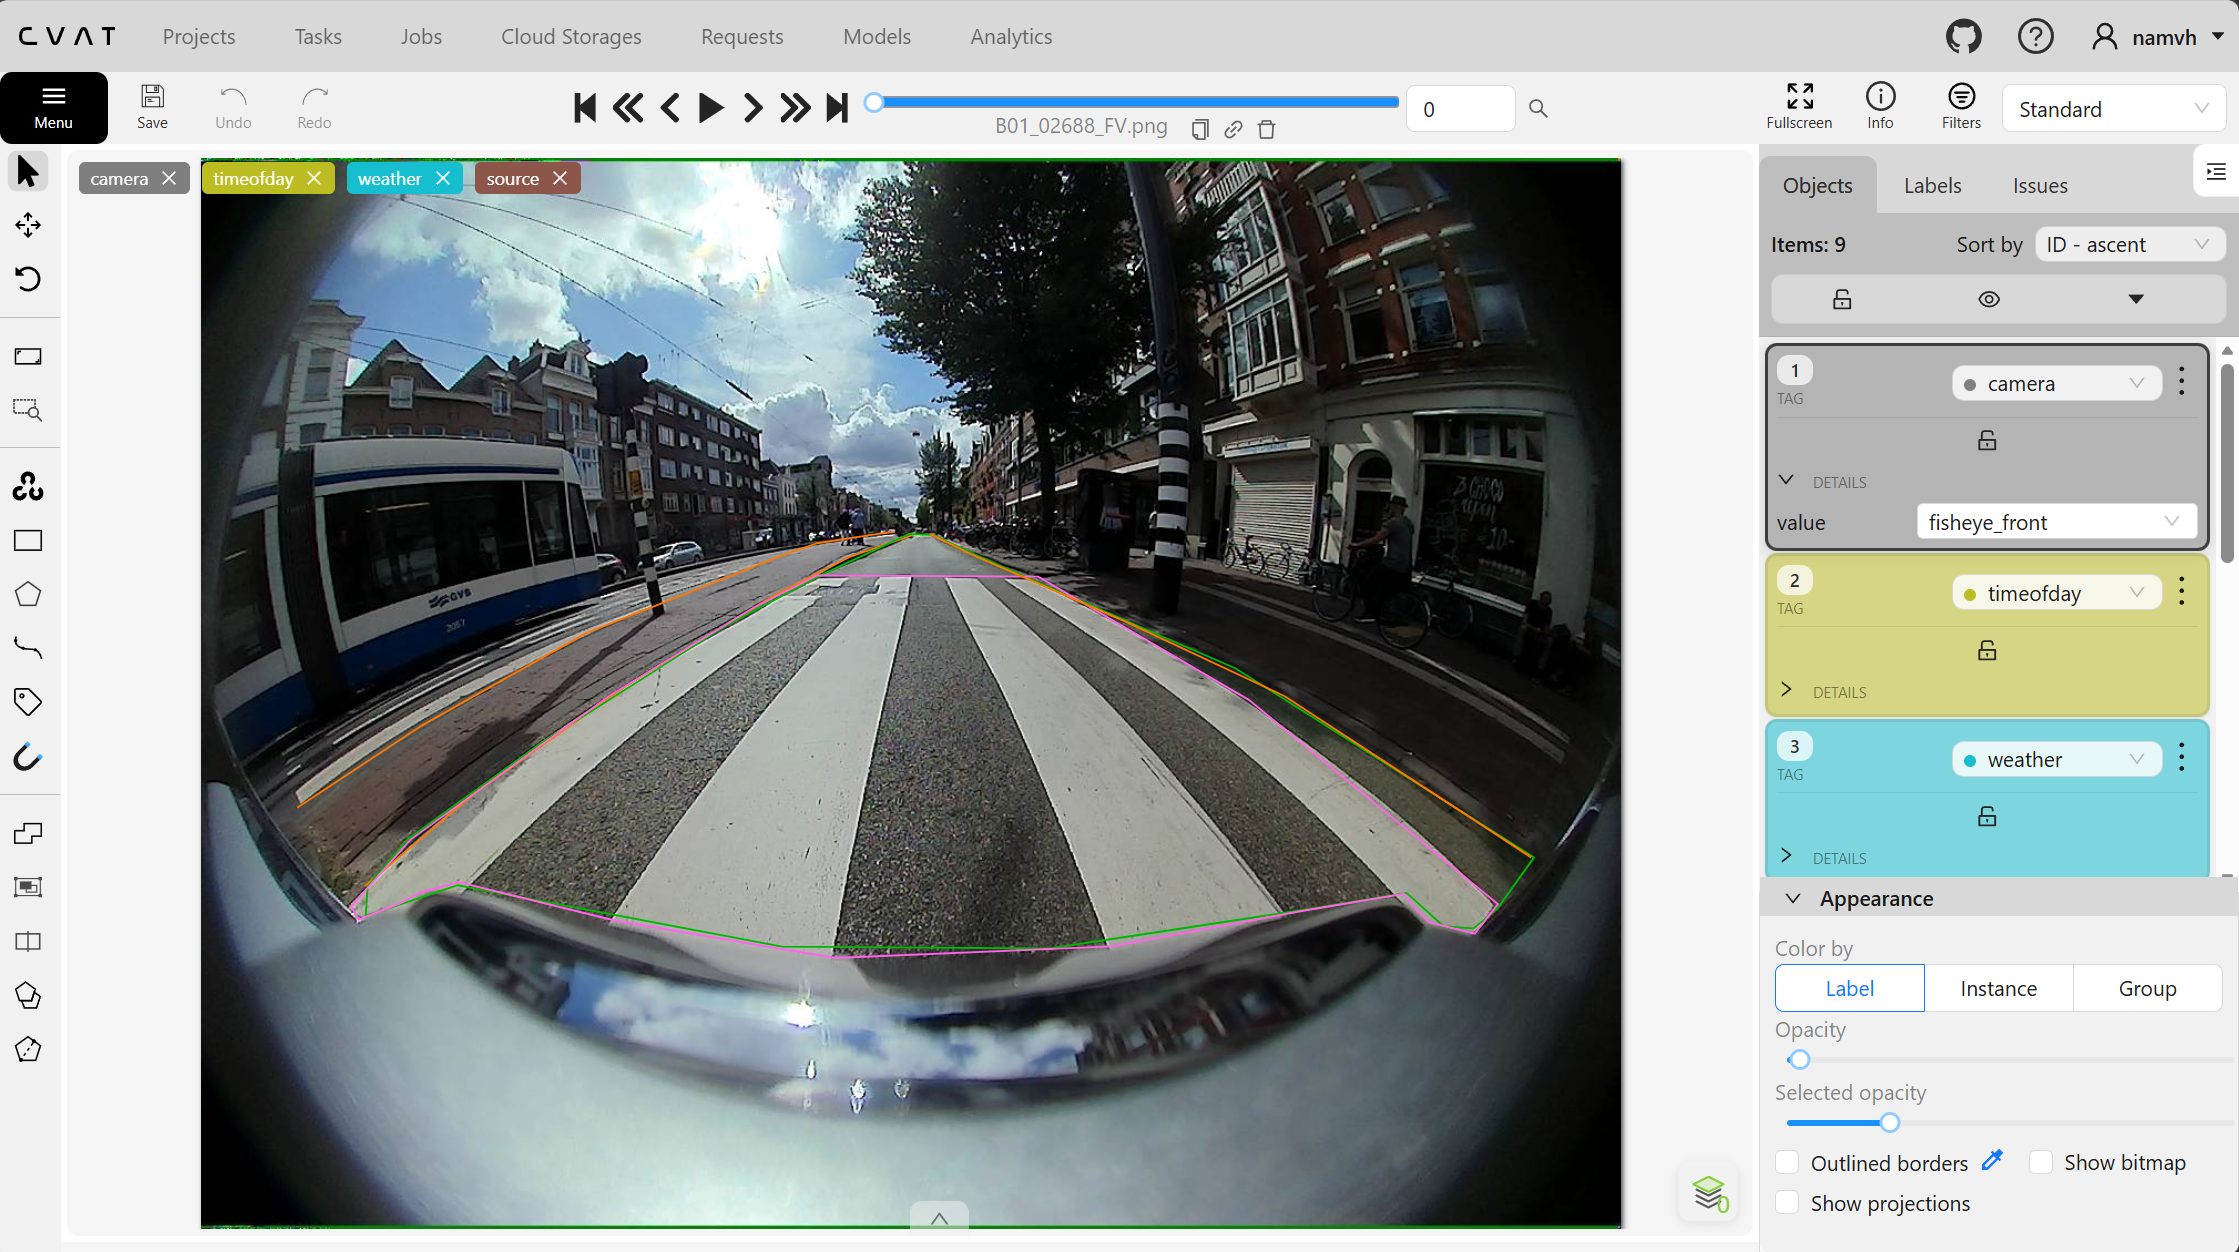 CVAT Projects Tasks Jobs Cloud Storages Requests Models Analytics namvh
Menu Save Undo Redo 0 Fullscreen Info Filters Standard
B01_02688_FV.png
camera timeofday weather source
Objects Labels Issues
Items: 9 Sort by ID - ascent
1 camera
TAG
DETAILS
value fisheye_front
2 timeofday
TAG
DETAILS
3 weather
TAG
DETAILS
GVB
2067
Appearance
Color by
Label Instance Group
Opacity
Selected opacity
Outlined borders Show bitmap
Show projections
0